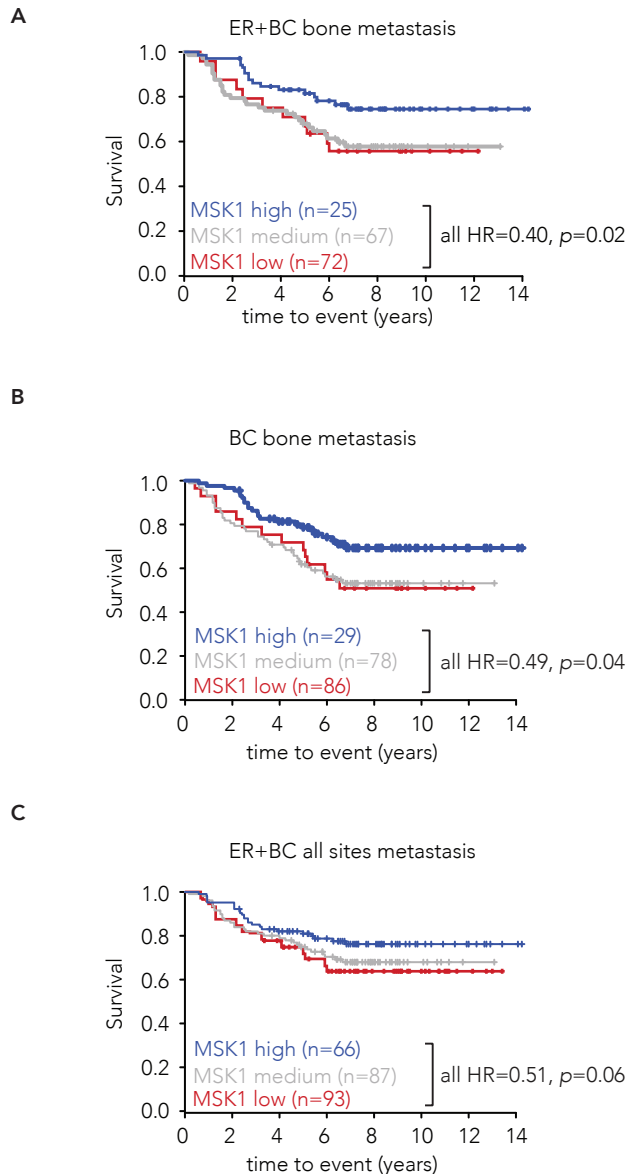 A
ER+BC bone metastasis
1.0
0.8
0.6
0.4
0.2
0.0
Survival
MSK1 high (n=25)
MSK1 medium (n=67)
MSK1 low (n=72)
all HR=0.40, p=0.02
0 2 4 6 8 10 12 14
time to event (years)
B
BC bone metastasis
1.0
0.8
0.6
0.4
0.2
0.0
Survival
MSK1 high (n=29)
MSK1 medium (n=78)
MSK1 low (n=86)
all HR=0.49, p=0.04
0 2 4 6 8 10 12 14
time to event (years)
C
ER+BC all sites metastasis
1.0
0.8
0.6
0.4
0.2
0.0
Survival
MSK1 high (n=66)
MSK1 medium (n=87)
MSK1 low (n=93)
all HR=0.51, p=0.06
0 2 4 6 8 10 12 14
time to event (years)